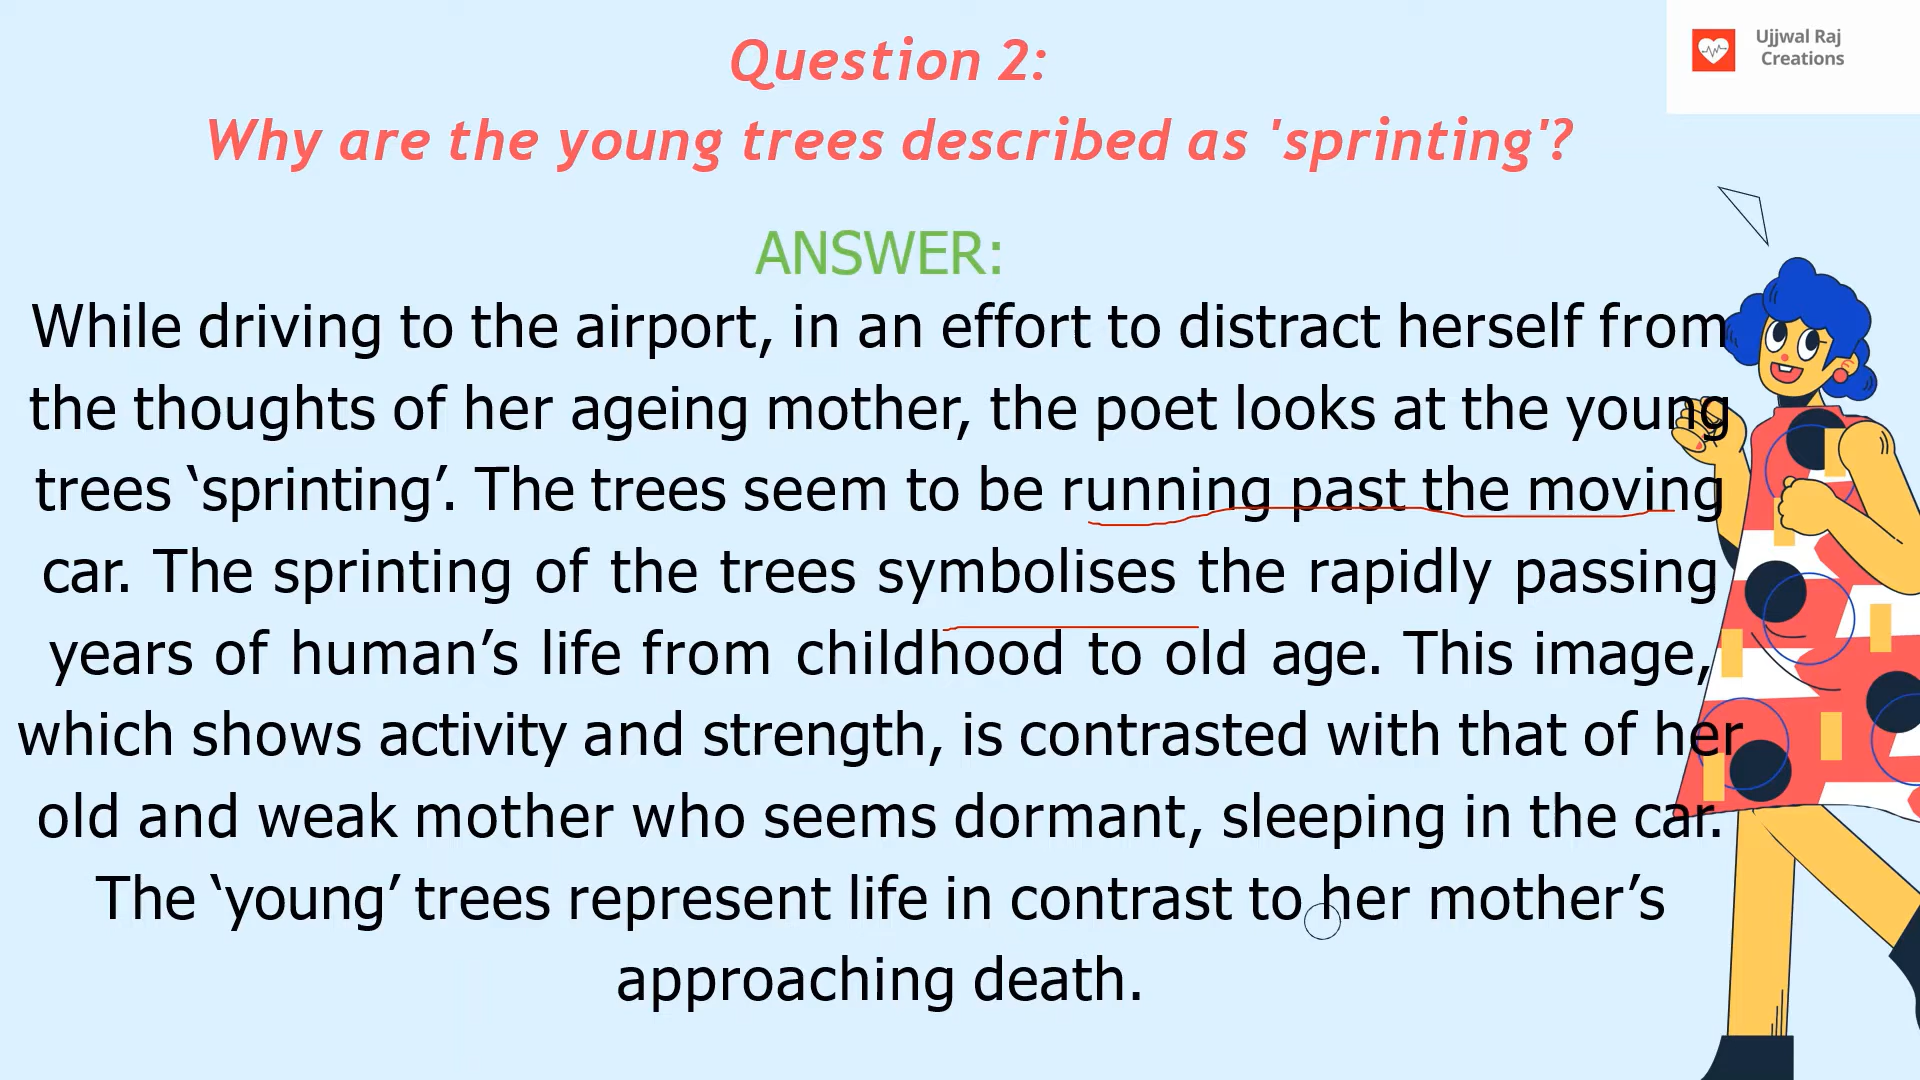 Question 2:
Why are the young trees described as 'sprinting'?
Ujjwal Raj
Creations
ANSWER:
While driving to the airport, in an effort to distract herself from
the thoughts of her ageing mother, the poet looks at the young
trees ‘sprinting’. The trees seem to be running past the moving
car. The sprinting of the trees symbolises the rapidly passing
years of human’s life from childhood to old age. This image,
which shows activity and strength, is contrasted with that of her
old and weak mother who seems dormant, sleeping in the car.
The ‘young’ trees represent life in contrast to her mother’s
approaching death.